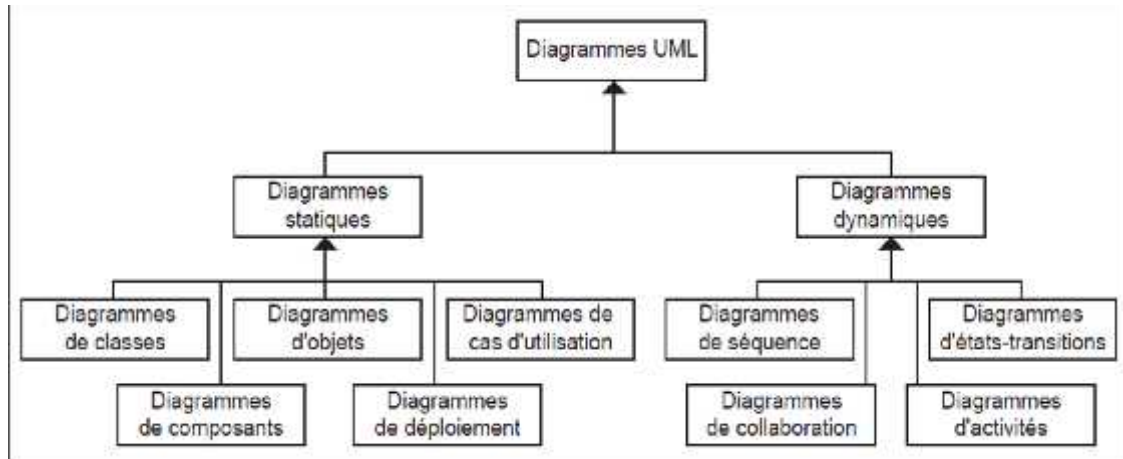 Diagrammes UML
Diagrammes
statiques
Diagrammes
dynamiques
Diagrammes
de classes
Diagrammes
d'objets
Diagrammes de
cas d'utilisation
Diagrammes
de séquence
Diagrammes
d'états-transitions
Diagrammes
de composants
Diagrammes
de déploiement
Diagrammes
de collaboration
Diagrammes
d'activités